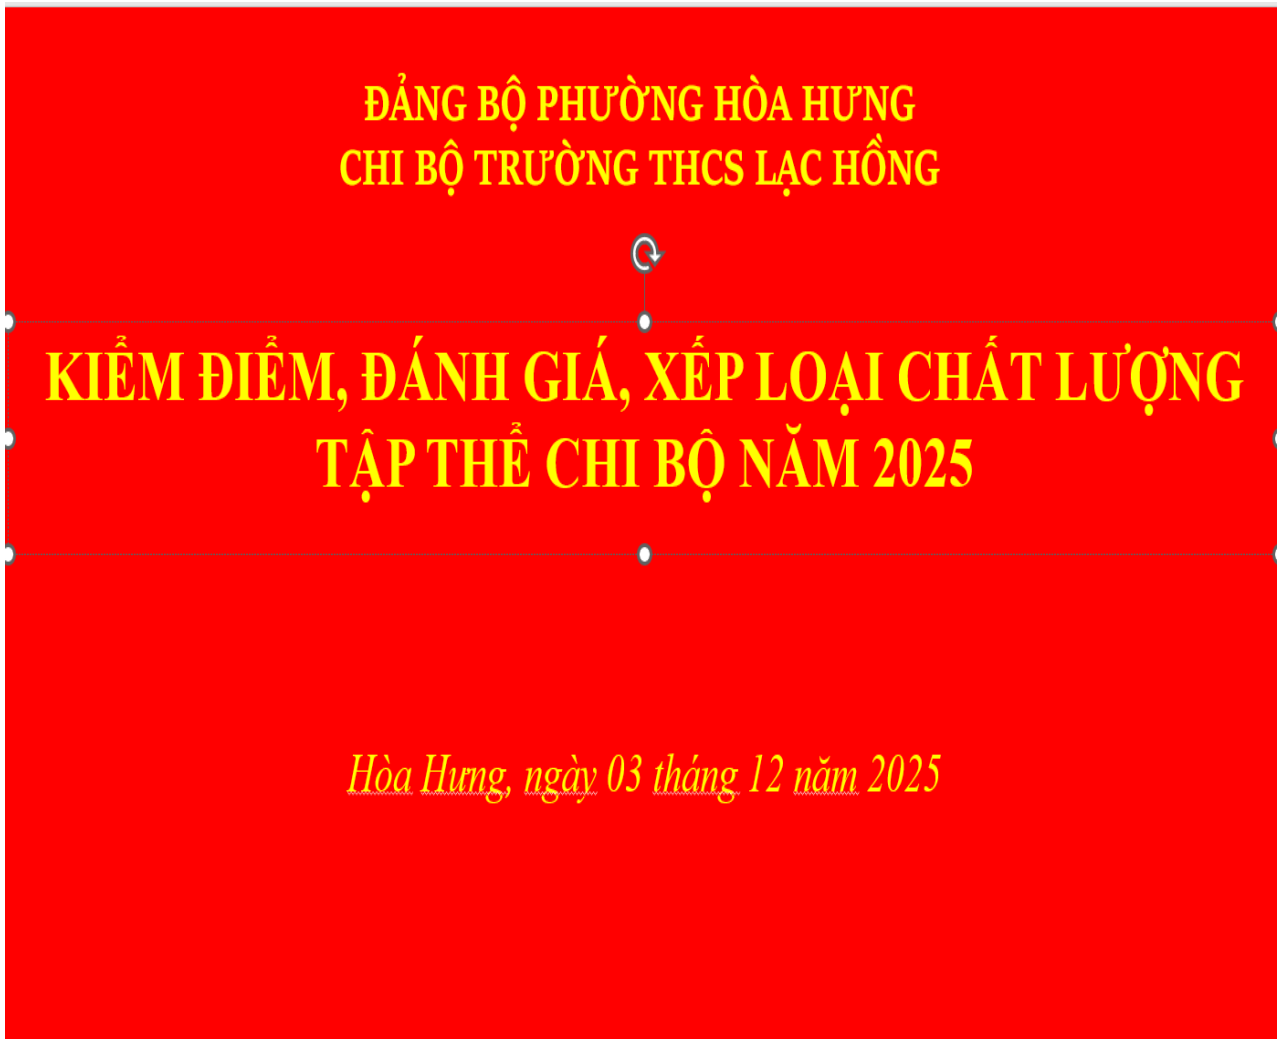 ĐẢNG BỘ PHƯỜNG HÒA HƯNG
CHI BỘ TRƯỜNG THCS LẠC HỒNG
KIỂM ĐIỂM, ĐÁNH GIÁ, XẾP LOẠI CHẤT LƯỢNG
TẬP THỂ CHI BỘ NĂM 2025
Hòa Hưng, ngày 03 tháng 12 năm 2025